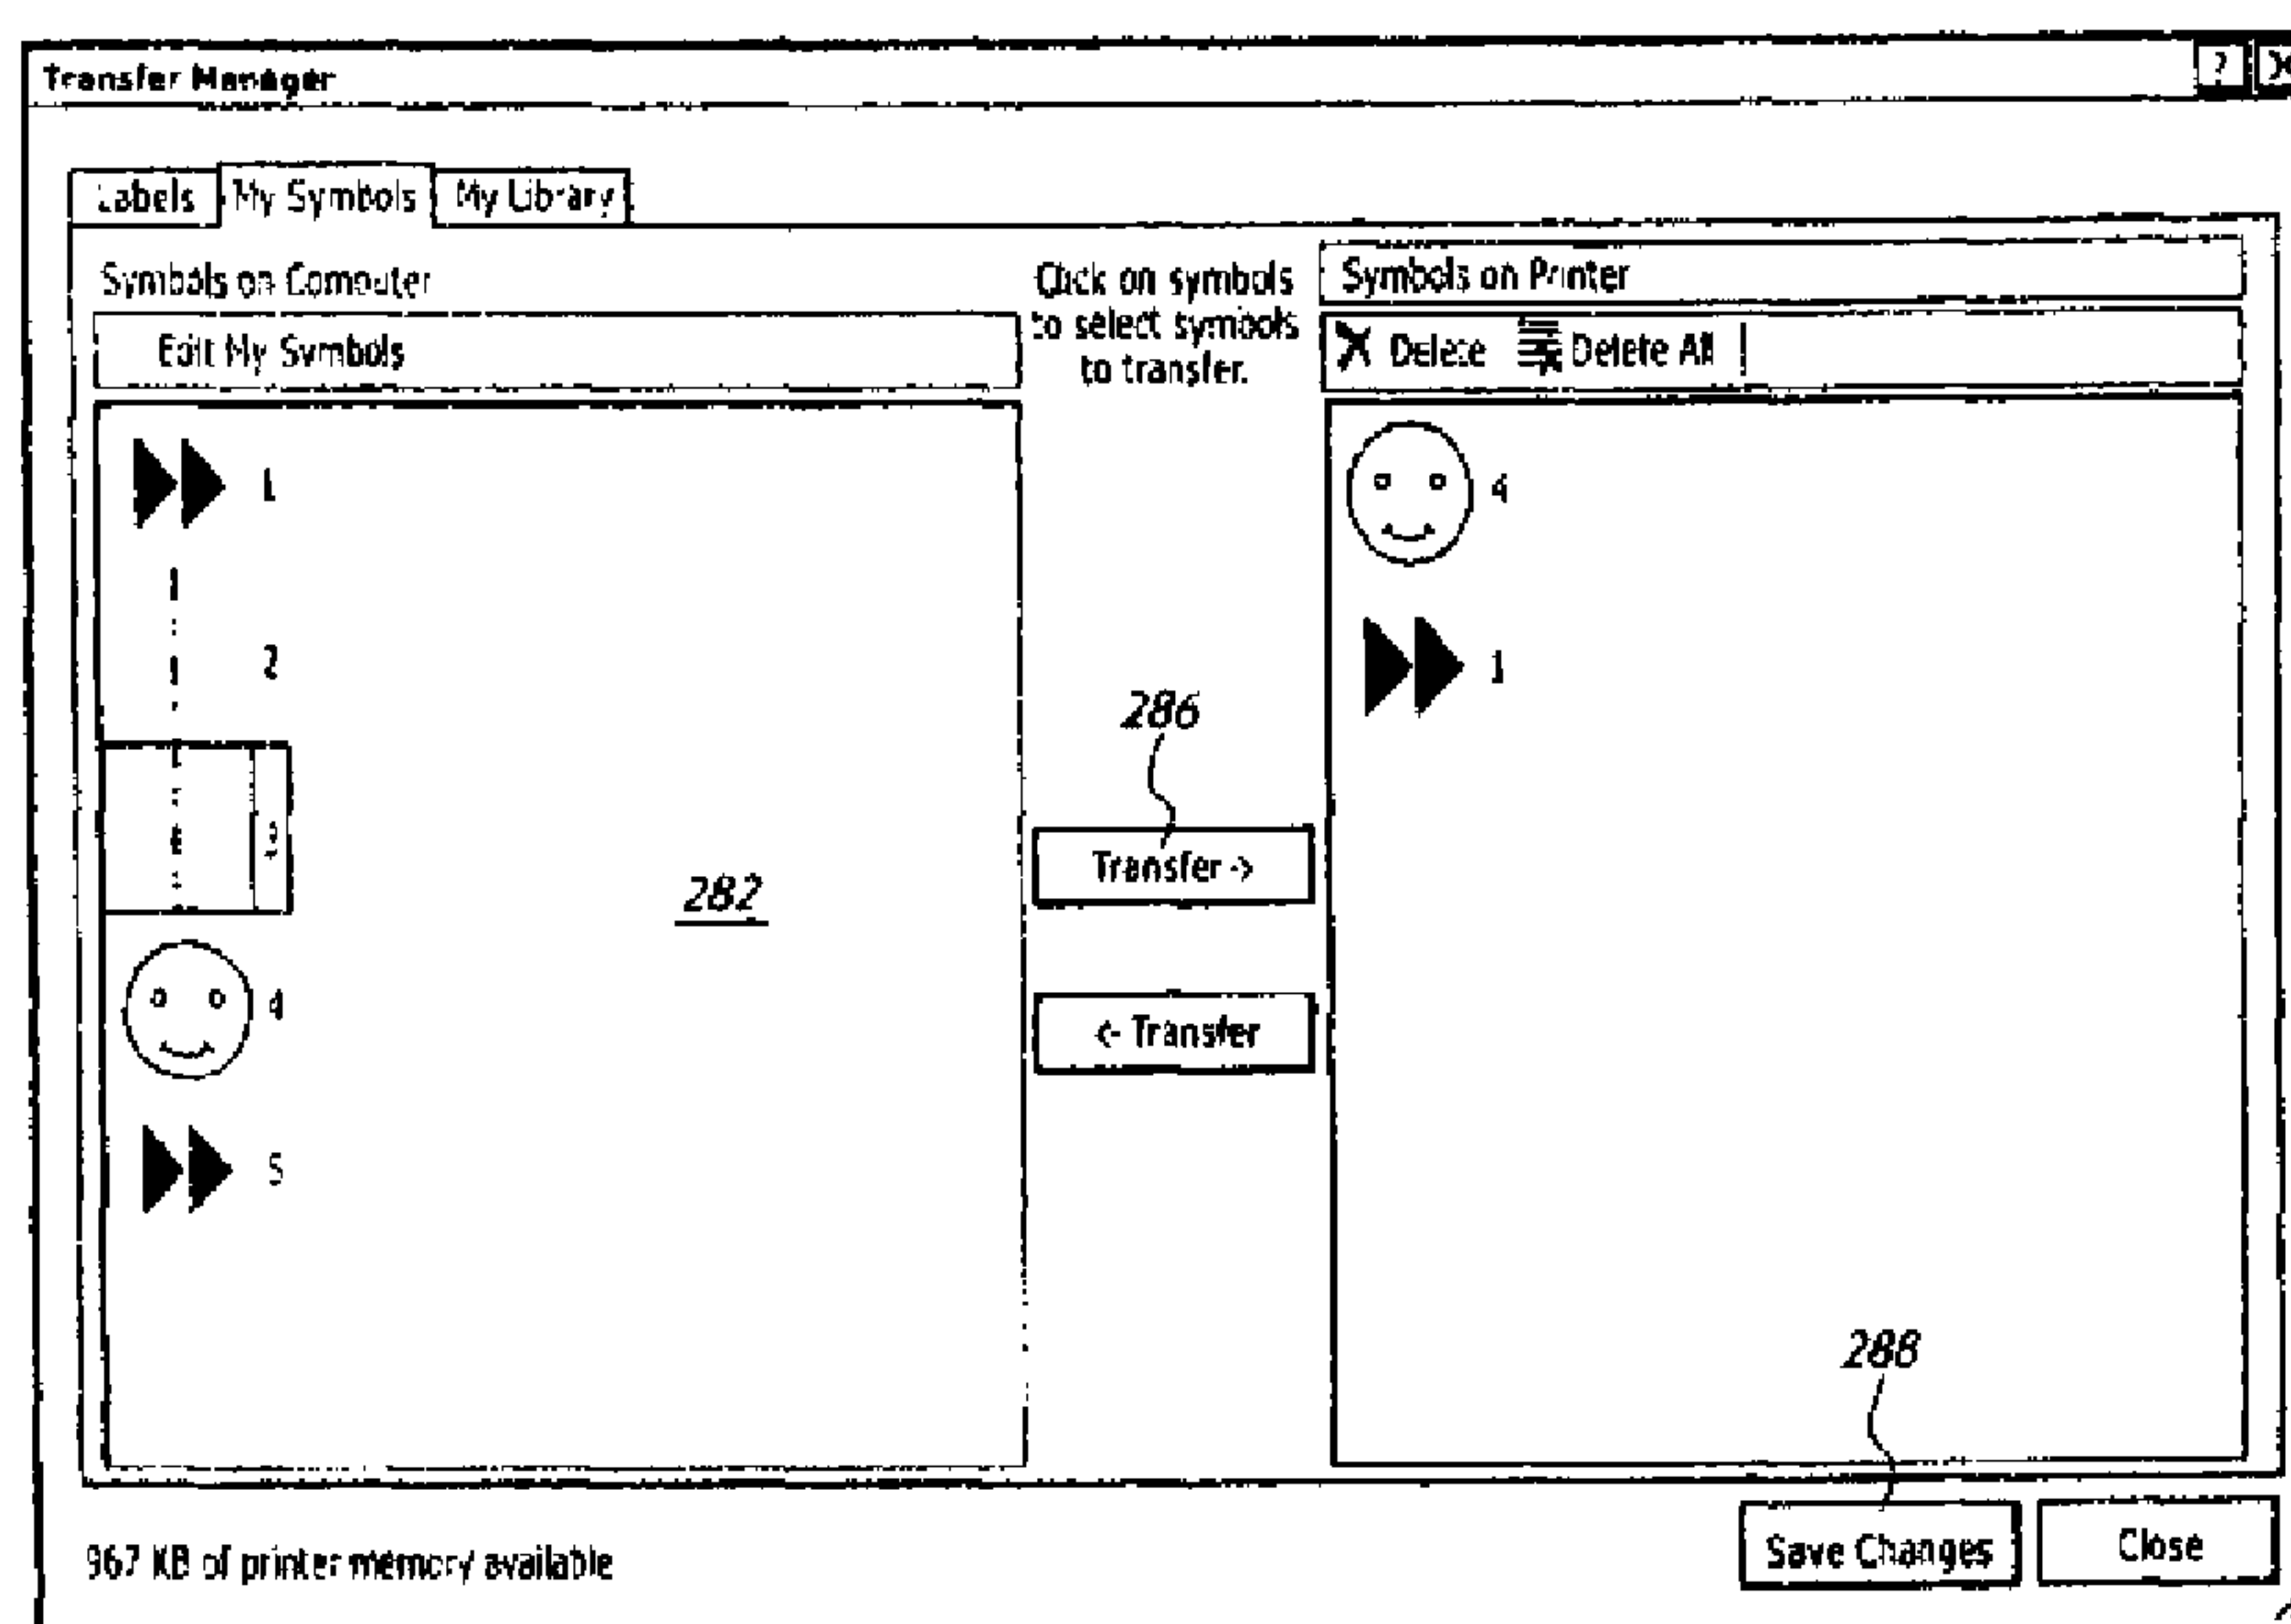 Transfer Manager ? X
Labels My Symbols My Library
Symbols on Computer
Edit My Symbols
Click on symbols
to select symbols
to transfer.
Symbols on Printer
X Delete Delete All
1
2
3
4
5
282
286
Transfer ->
<- Transfer
4
1
288
967 KB of printer memory available
Save Changes Close